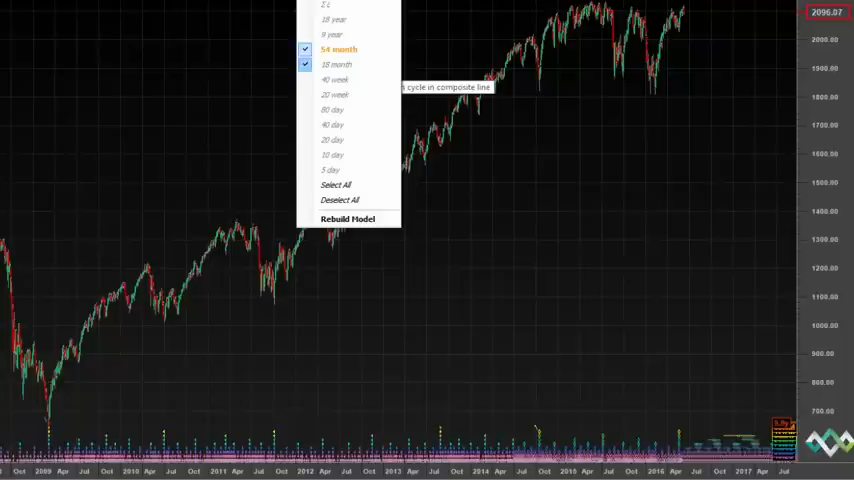 18 year
9 year
54 month
18 month
40 week
n cycle in composite line
20 week
80 day
40 day
20 day
10 day
5 day
Select All
Deselect All
Rebuild Model
2096.07
2000.00
1900.00
1800.00
1700.00
1600.00
1500.00
1400.00
1300.00
1200.00
1100.00
1000.00
900.00
800.00
700.00
Oct 2009 Apr Jul Oct 2010 Apr Jul Oct 2011 Apr Jul Oct 2012 Apr Jul Oct 2013 Apr Jul Oct 2014 Apr Jul Oct 2015 Apr Jul Oct 2016 Apr Jul Oct 2017 Apr Jul